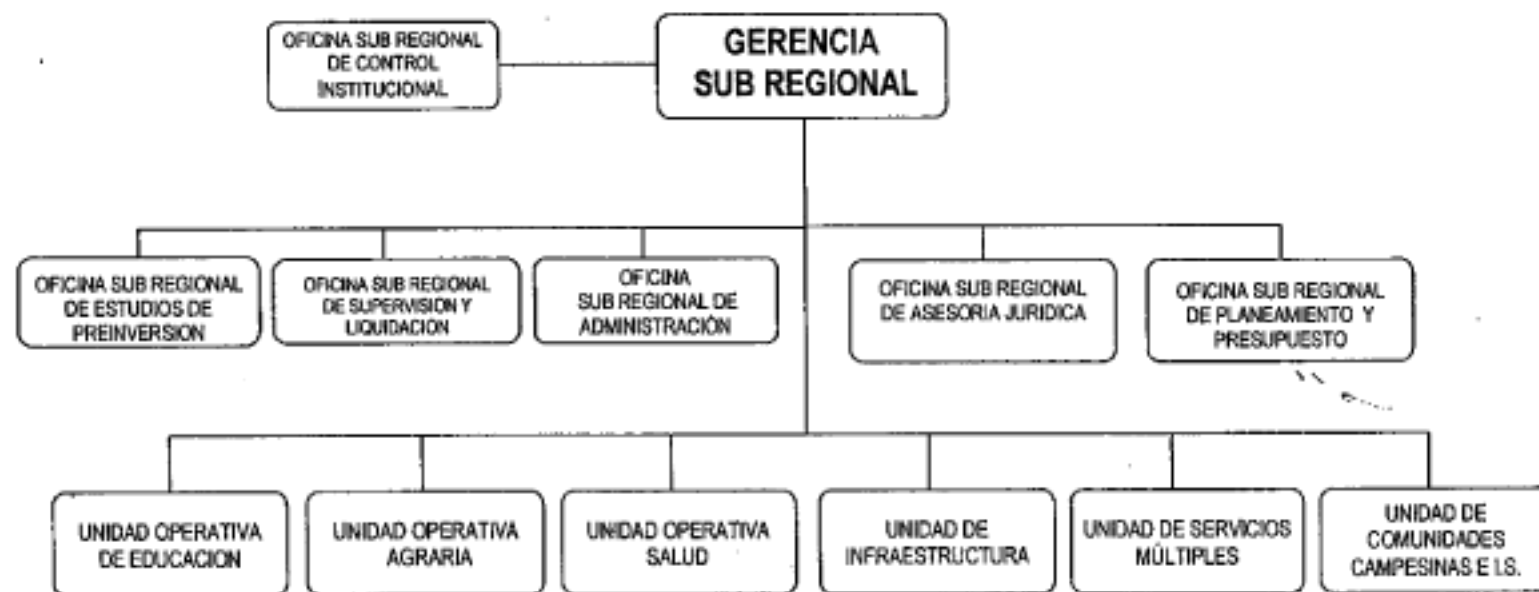 OFICINA SUB REGIONAL
DE CONTROL
INSTITUCIONAL
GERENCIA
SUB REGIONAL
OFICINA SUB REGIONAL
DE ESTUDIOS DE
PREINVERSION
OFICINA SUB REGIONAL
DE SUPERVISION Y
LIQUIDACION
OFICINA
SUB REGIONAL DE
ADMINISTRACIÓN
OFICINA SUB REGIONAL
DE ASESORIA JURIDICA
OFICINA SUB REGIONAL
DE PLANEAMIENTO Y
PRESUPUESTO
UNIDAD OPERATIVA
DE EDUCACION
UNIDAD OPERATIVA
AGRARIA
UNIDAD OPERATIVA
SALUD
UNIDAD DE
INFRAESTRUCTURA
UNIDAD DE SERVICIOS
MÚLTIPLES
UNIDAD DE
COMUNIDADES
CAMPESINAS E I.S.